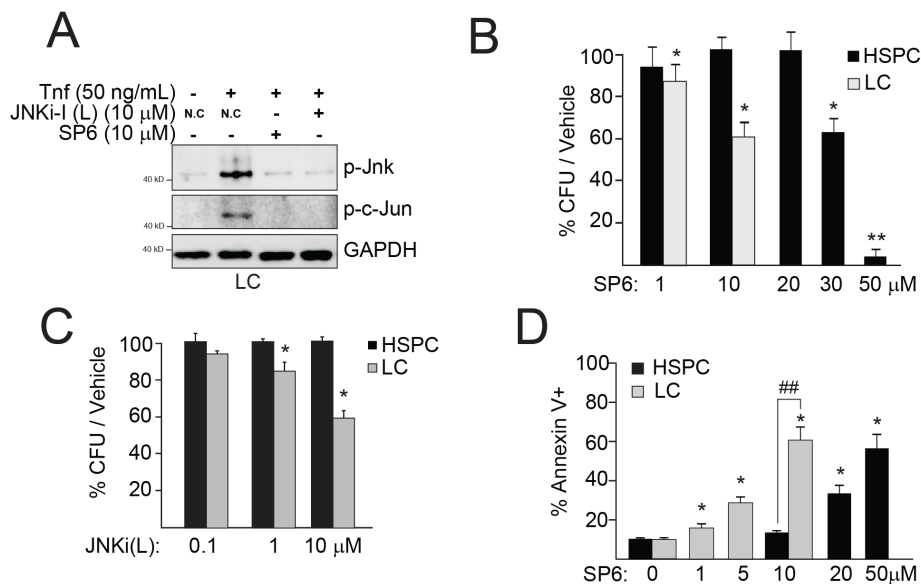 A
Tnf (50 ng/mL) - + + +
JNKi-I (L) (10 μM) N.C N.C - +
SP6 (10 μM) - - + -
40 kD p-Jnk
40 kD p-c-Jun
40 kD GAPDH
LC
B
% CFU / Vehicle
100
80
60
40
20
HSPC
LC
* * * **
SP6: 1 10 20 30 50 μM
C
% CFU / Vehicle
100
80
60
40
20
HSPC
LC
* *
JNKi(L): 0.1 1 10 μM
D
% Annexin V+
100
80
60
40
20
HSPC
LC
##
* * * * *
SP6: 0 1 5 10 20 50μM